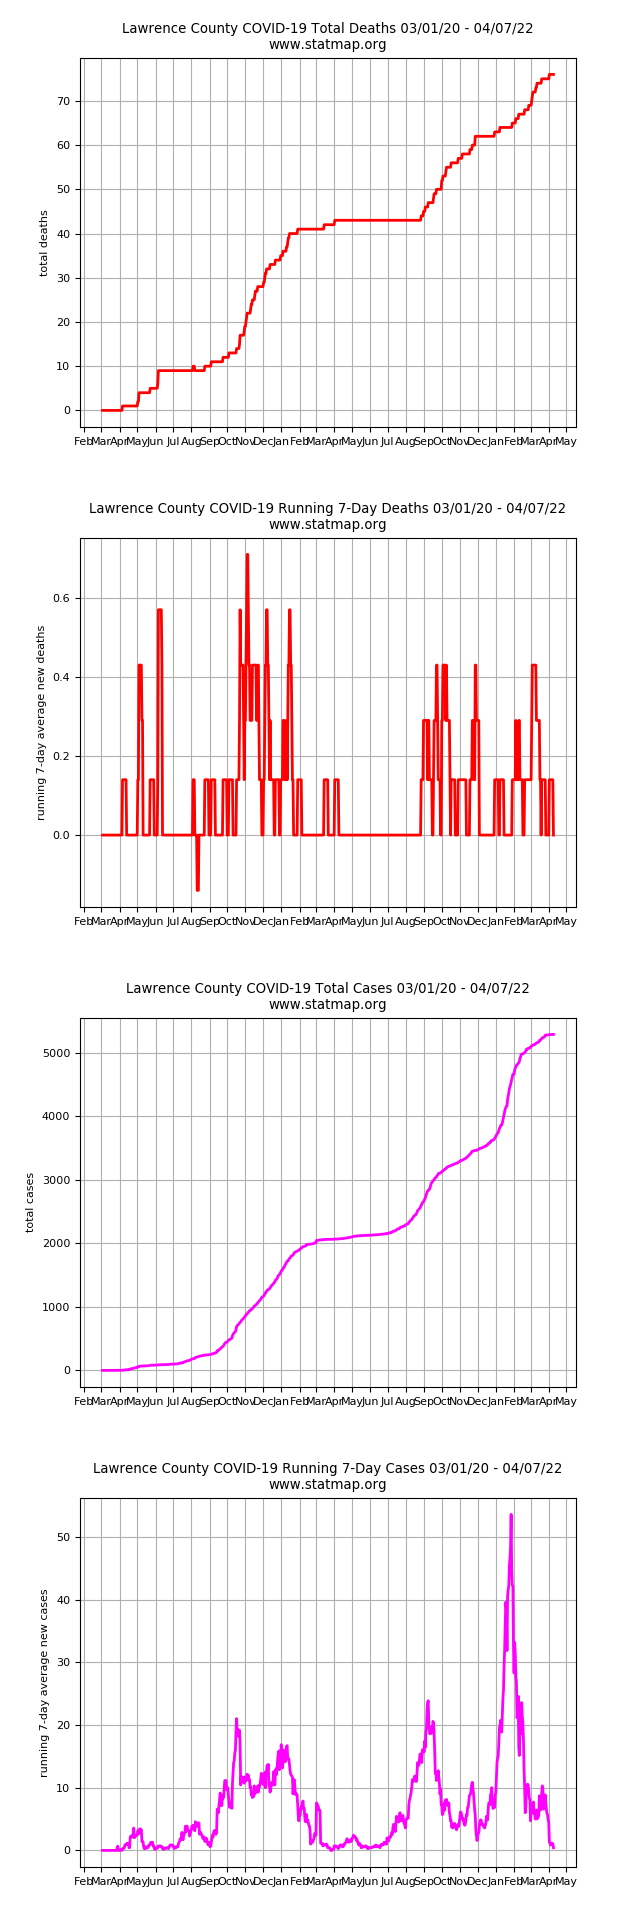 Lawrence County COVID-19 Total Deaths 03/01/20 - 04/07/22
www.statmap.org
70
60
50
40
30
20
10
0
total deaths
Feb Mar Apr May Jun Jul Aug Sep Oct Nov Dec Jan Feb Mar Apr May Jun Jul Aug Sep Oct Nov Dec Jan Feb Mar Apr May
Lawrence County COVID-19 Running 7-Day Deaths 03/01/20 - 04/07/22
www.statmap.org
0.6
0.4
0.2
0.0
running 7-day average new deaths
Feb Mar Apr May Jun Jul Aug Sep Oct Nov Dec Jan Feb Mar Apr May Jun Jul Aug Sep Oct Nov Dec Jan Feb Mar Apr May
Lawrence County COVID-19 Total Cases 03/01/20 - 04/07/22
www.statmap.org
5000
4000
3000
2000
1000
0
total cases
Feb Mar Apr May Jun Jul Aug Sep Oct Nov Dec Jan Feb Mar Apr May Jun Jul Aug Sep Oct Nov Dec Jan Feb Mar Apr May
Lawrence County COVID-19 Running 7-Day Cases 03/01/20 - 04/07/22
www.statmap.org
50
40
30
20
10
0
running 7-day average new cases
Feb Mar Apr May Jun Jul Aug Sep Oct Nov Dec Jan Feb Mar Apr May Jun Jul Aug Sep Oct Nov Dec Jan Feb Mar Apr May